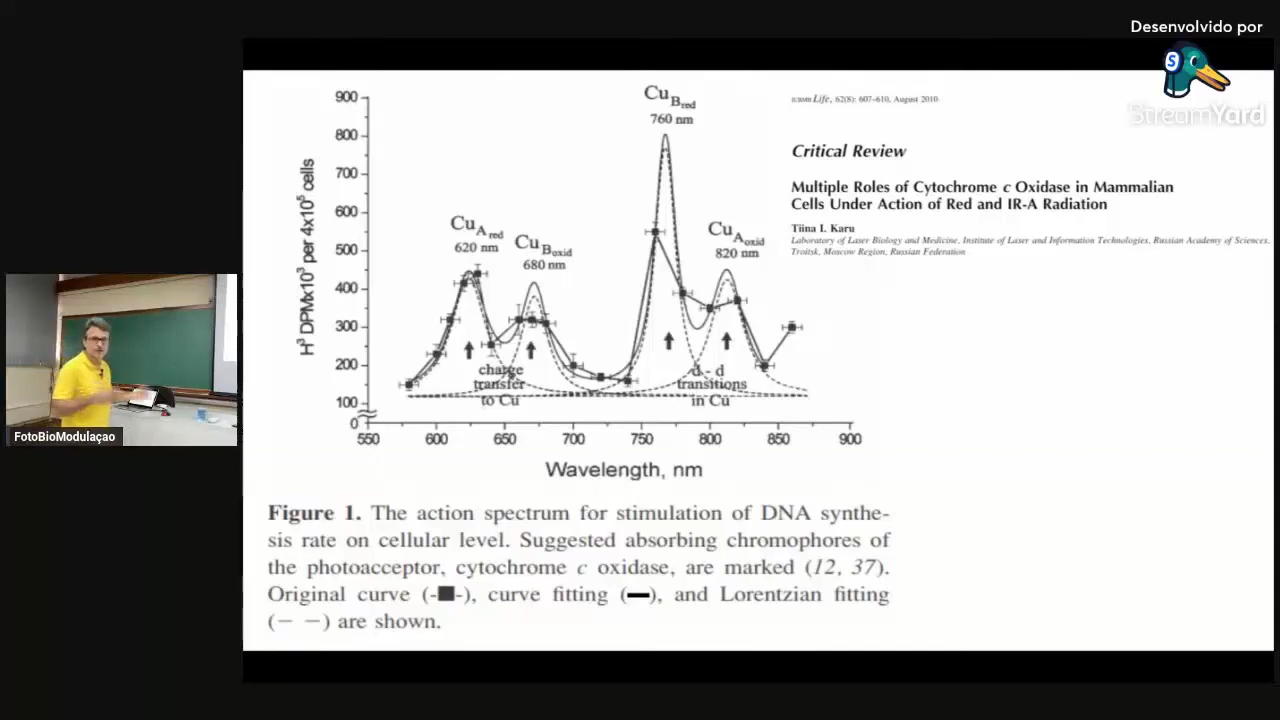 Desenvolvido por
S
StreamYard
IUBMB Life, 62(8): 607–610, August 2010
Critical Review
Multiple Roles of Cytochrome c Oxidase in Mammalian
Cells Under Action of Red and IR-A Radiation
Tiina I. Karu
Laboratory of Laser Biology and Medicine, Institute of Laser and Information Technologies, Russian Academy of Sciences,
Troitsk, Moscow Region, Russian Federation
H³ DPMx10³ per 4x10⁵ cells
900
800
700
600
500
400
300
200
100
0
Cu A red
620 nm
Cu B oxid
680 nm
Cu B red
760 nm
Cu A oxid
820 nm
charge
transfer
to Cu
d - d
transitions
in Cu
550 600 650 700 750 800 850 900
Wavelength, nm
Figure 1. The action spectrum for stimulation of DNA synthe-
sis rate on cellular level. Suggested absorbing chromophores of
the photoacceptor, cytochrome c oxidase, are marked (12, 37).
Original curve (-■-), curve fitting (—), and Lorentzian fitting
(— —) are shown.
FotoBioModulaçao